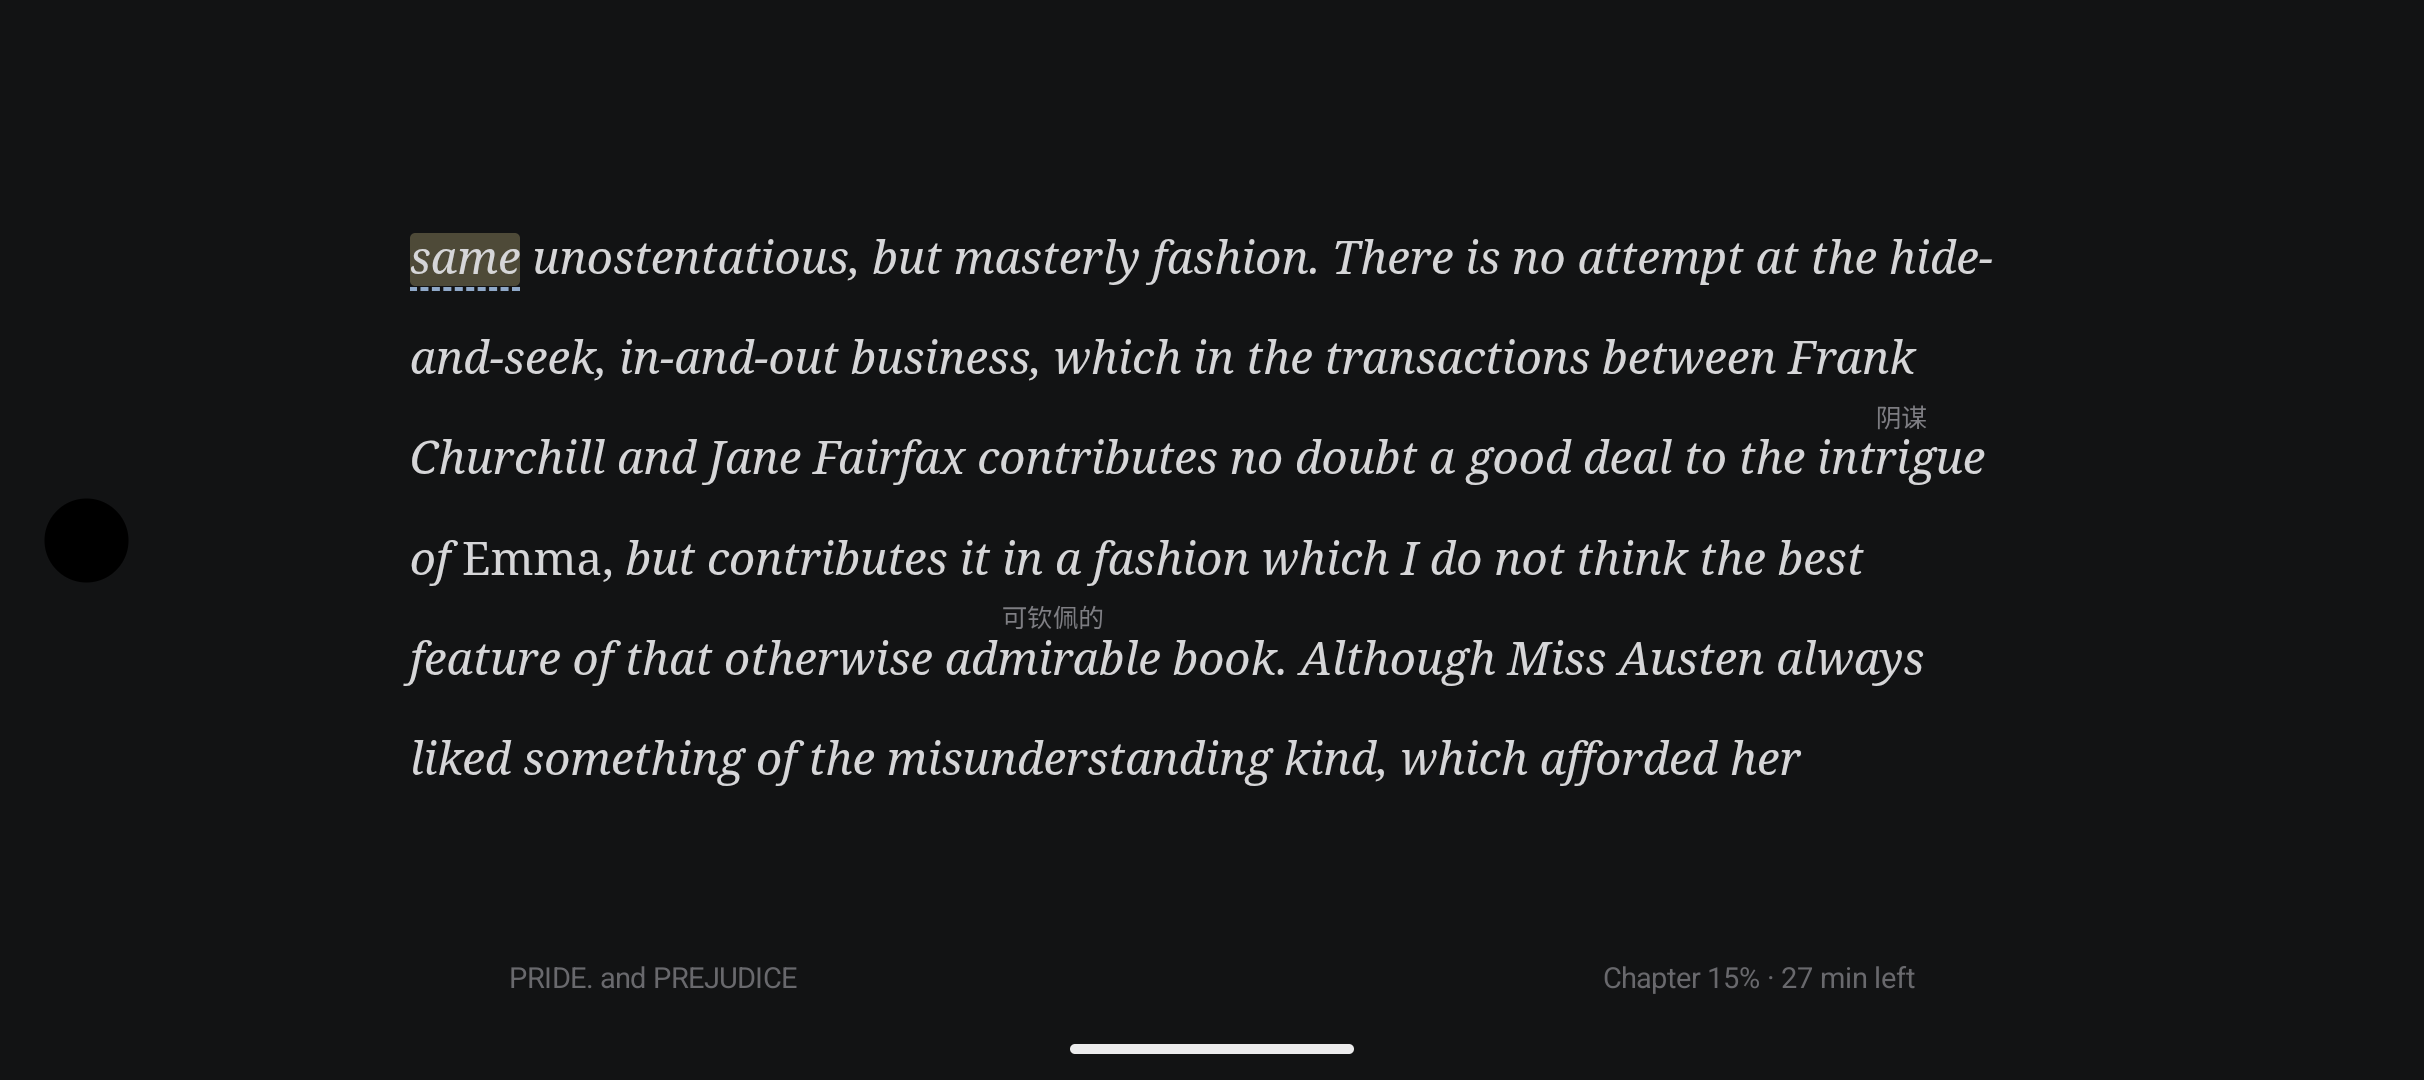 same unostentatious, but masterly fashion. There is no attempt at the hide-
and-seek, in-and-out business, which in the transactions between Frank
阴谋
Churchill and Jane Fairfax contributes no doubt a good deal to the intrigue
of Emma, but contributes it in a fashion which I do not think the best
可钦佩的
feature of that otherwise admirable book. Although Miss Austen always
liked something of the misunderstanding kind, which afforded her
PRIDE. and PREJUDICE
Chapter 15% · 27 min left